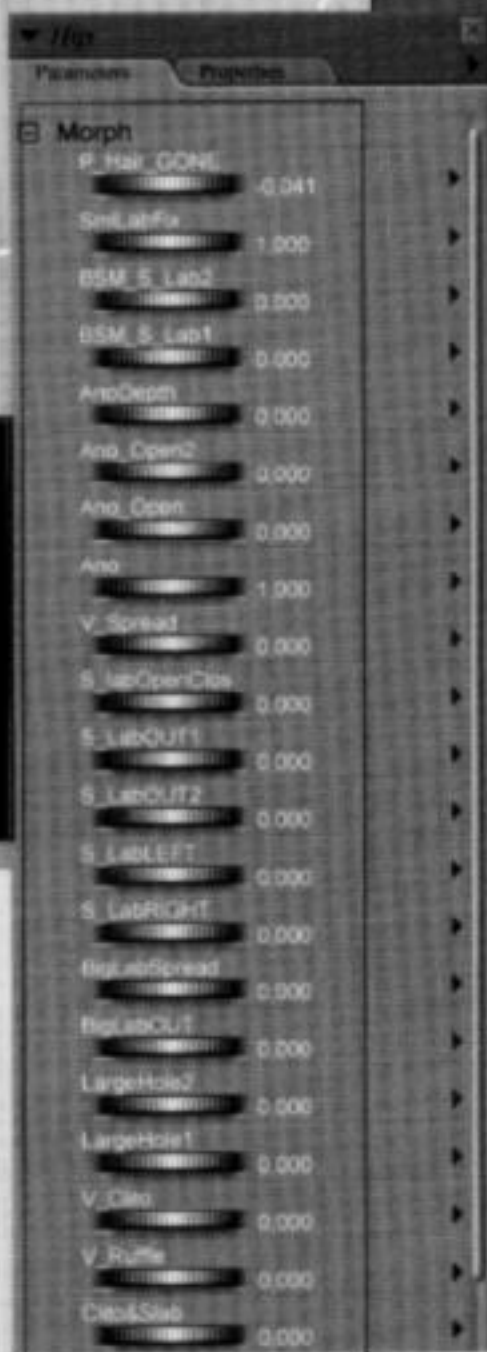 Hip
Parameters Properties
Morph
P_Hair_GONE
-0.041
SmlLabFix
1.000
BSM_S_Lab2
0.000
BSM_S_Lab1
0.000
AnoDepth
0.000
Ano_Open2
0.000
Ano_Open
0.000
Ano
1.000
V_Spread
0.000
S_labOpenClos
0.000
S_LabOUT1
0.000
S_LabOUT2
0.000
S_LabLEFT
0.000
S_LabRIGHT
0.000
BigLabSpread
0.000
BigLabOUT
0.000
LargeHole2
0.000
LargeHole1
0.000
V_Clito
0.000
V_Ruffle
0.000
Clito&Slab
0.000